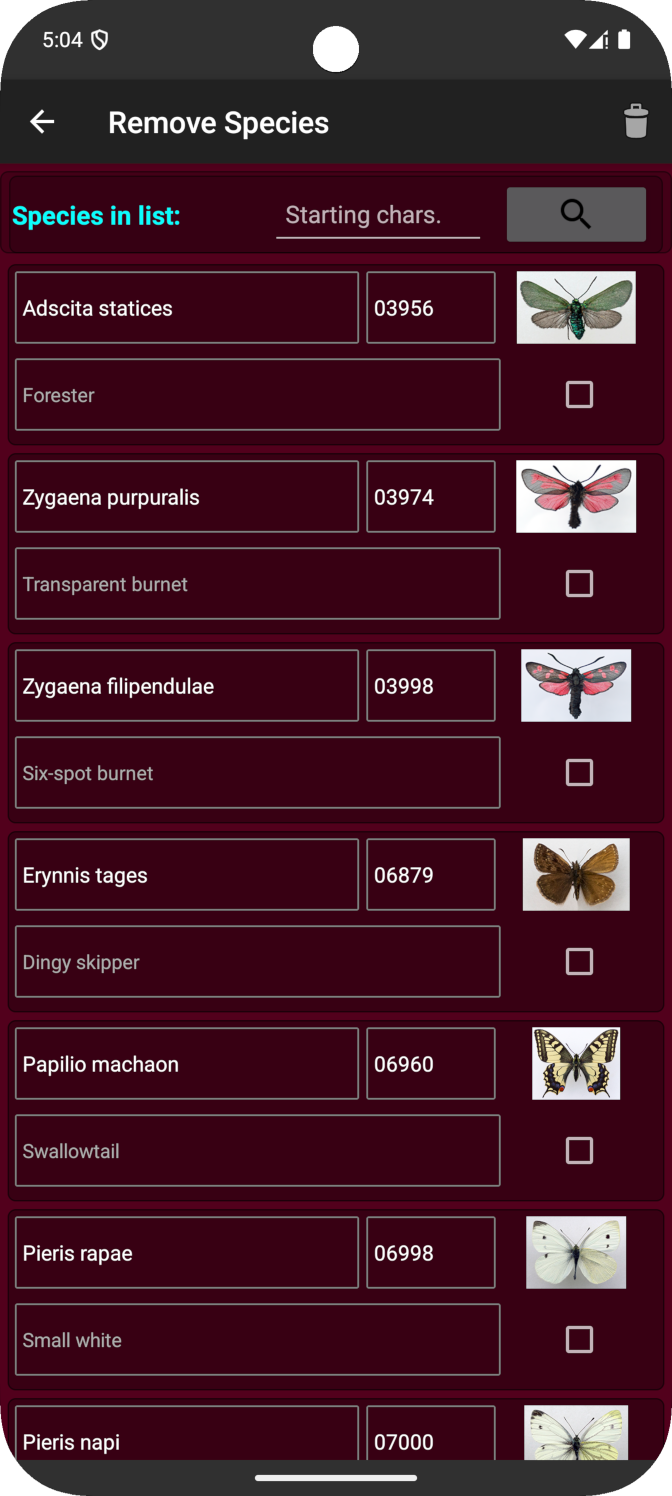 5:04
Remove Species
Species in list:
Starting chars.
Adscita statices
03956
Forester
Zygaena purpuralis
03974
Transparent burnet
Zygaena filipendulae
03998
Six-spot burnet
Erynnis tages
06879
Dingy skipper
Papilio machaon
06960
Swallowtail
Pieris rapae
06998
Small white
Pieris napi
07000